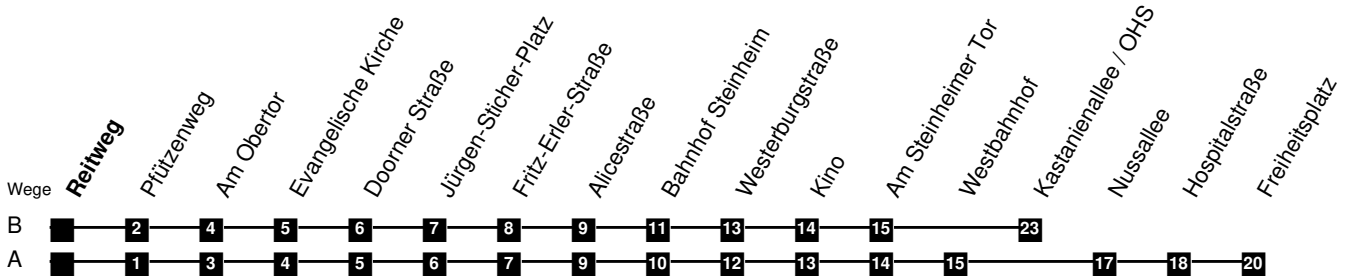 Reitweg
Pfützenweg
Am Obertor
Evangelische Kirche
Doorner Straße
Jürgen-Sticher-Platz
Fritz-Erler-Straße
Alicestraße
Bahnhof Steinheim
Westerburgstraße
Kino
Am Steinheimer Tor
Westbahnhof
Kastanienallee / OHS
Nussallee
Hospitalstraße
Freiheitsplatz
Wege
B 2 4 5 6 7 8 9 11 13 14 15 23
A 1 3 4 5 6 7 9 10 12 13 14 15 17 18 20